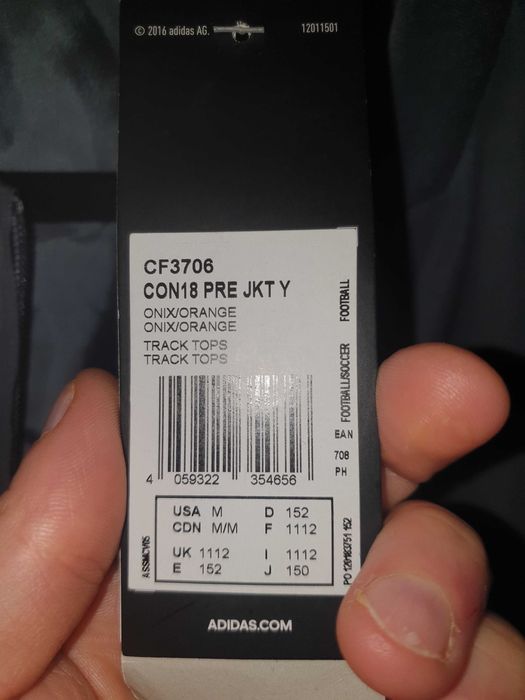 © 2016 adidas AG.
12011501
CF3706
CON18 PRE JKT Y
ONIX/ORANGE
ONIX/ORANGE
TRACK TOPS
TRACK TOPS
FOOTBALL/SOCCER FOOTBALL
EAN
708
PH
4 059322 354656
USA M D 152
CDN M/M F 1112
UK 1112 I 1112
E 152 J 150
ADIDAS.COM